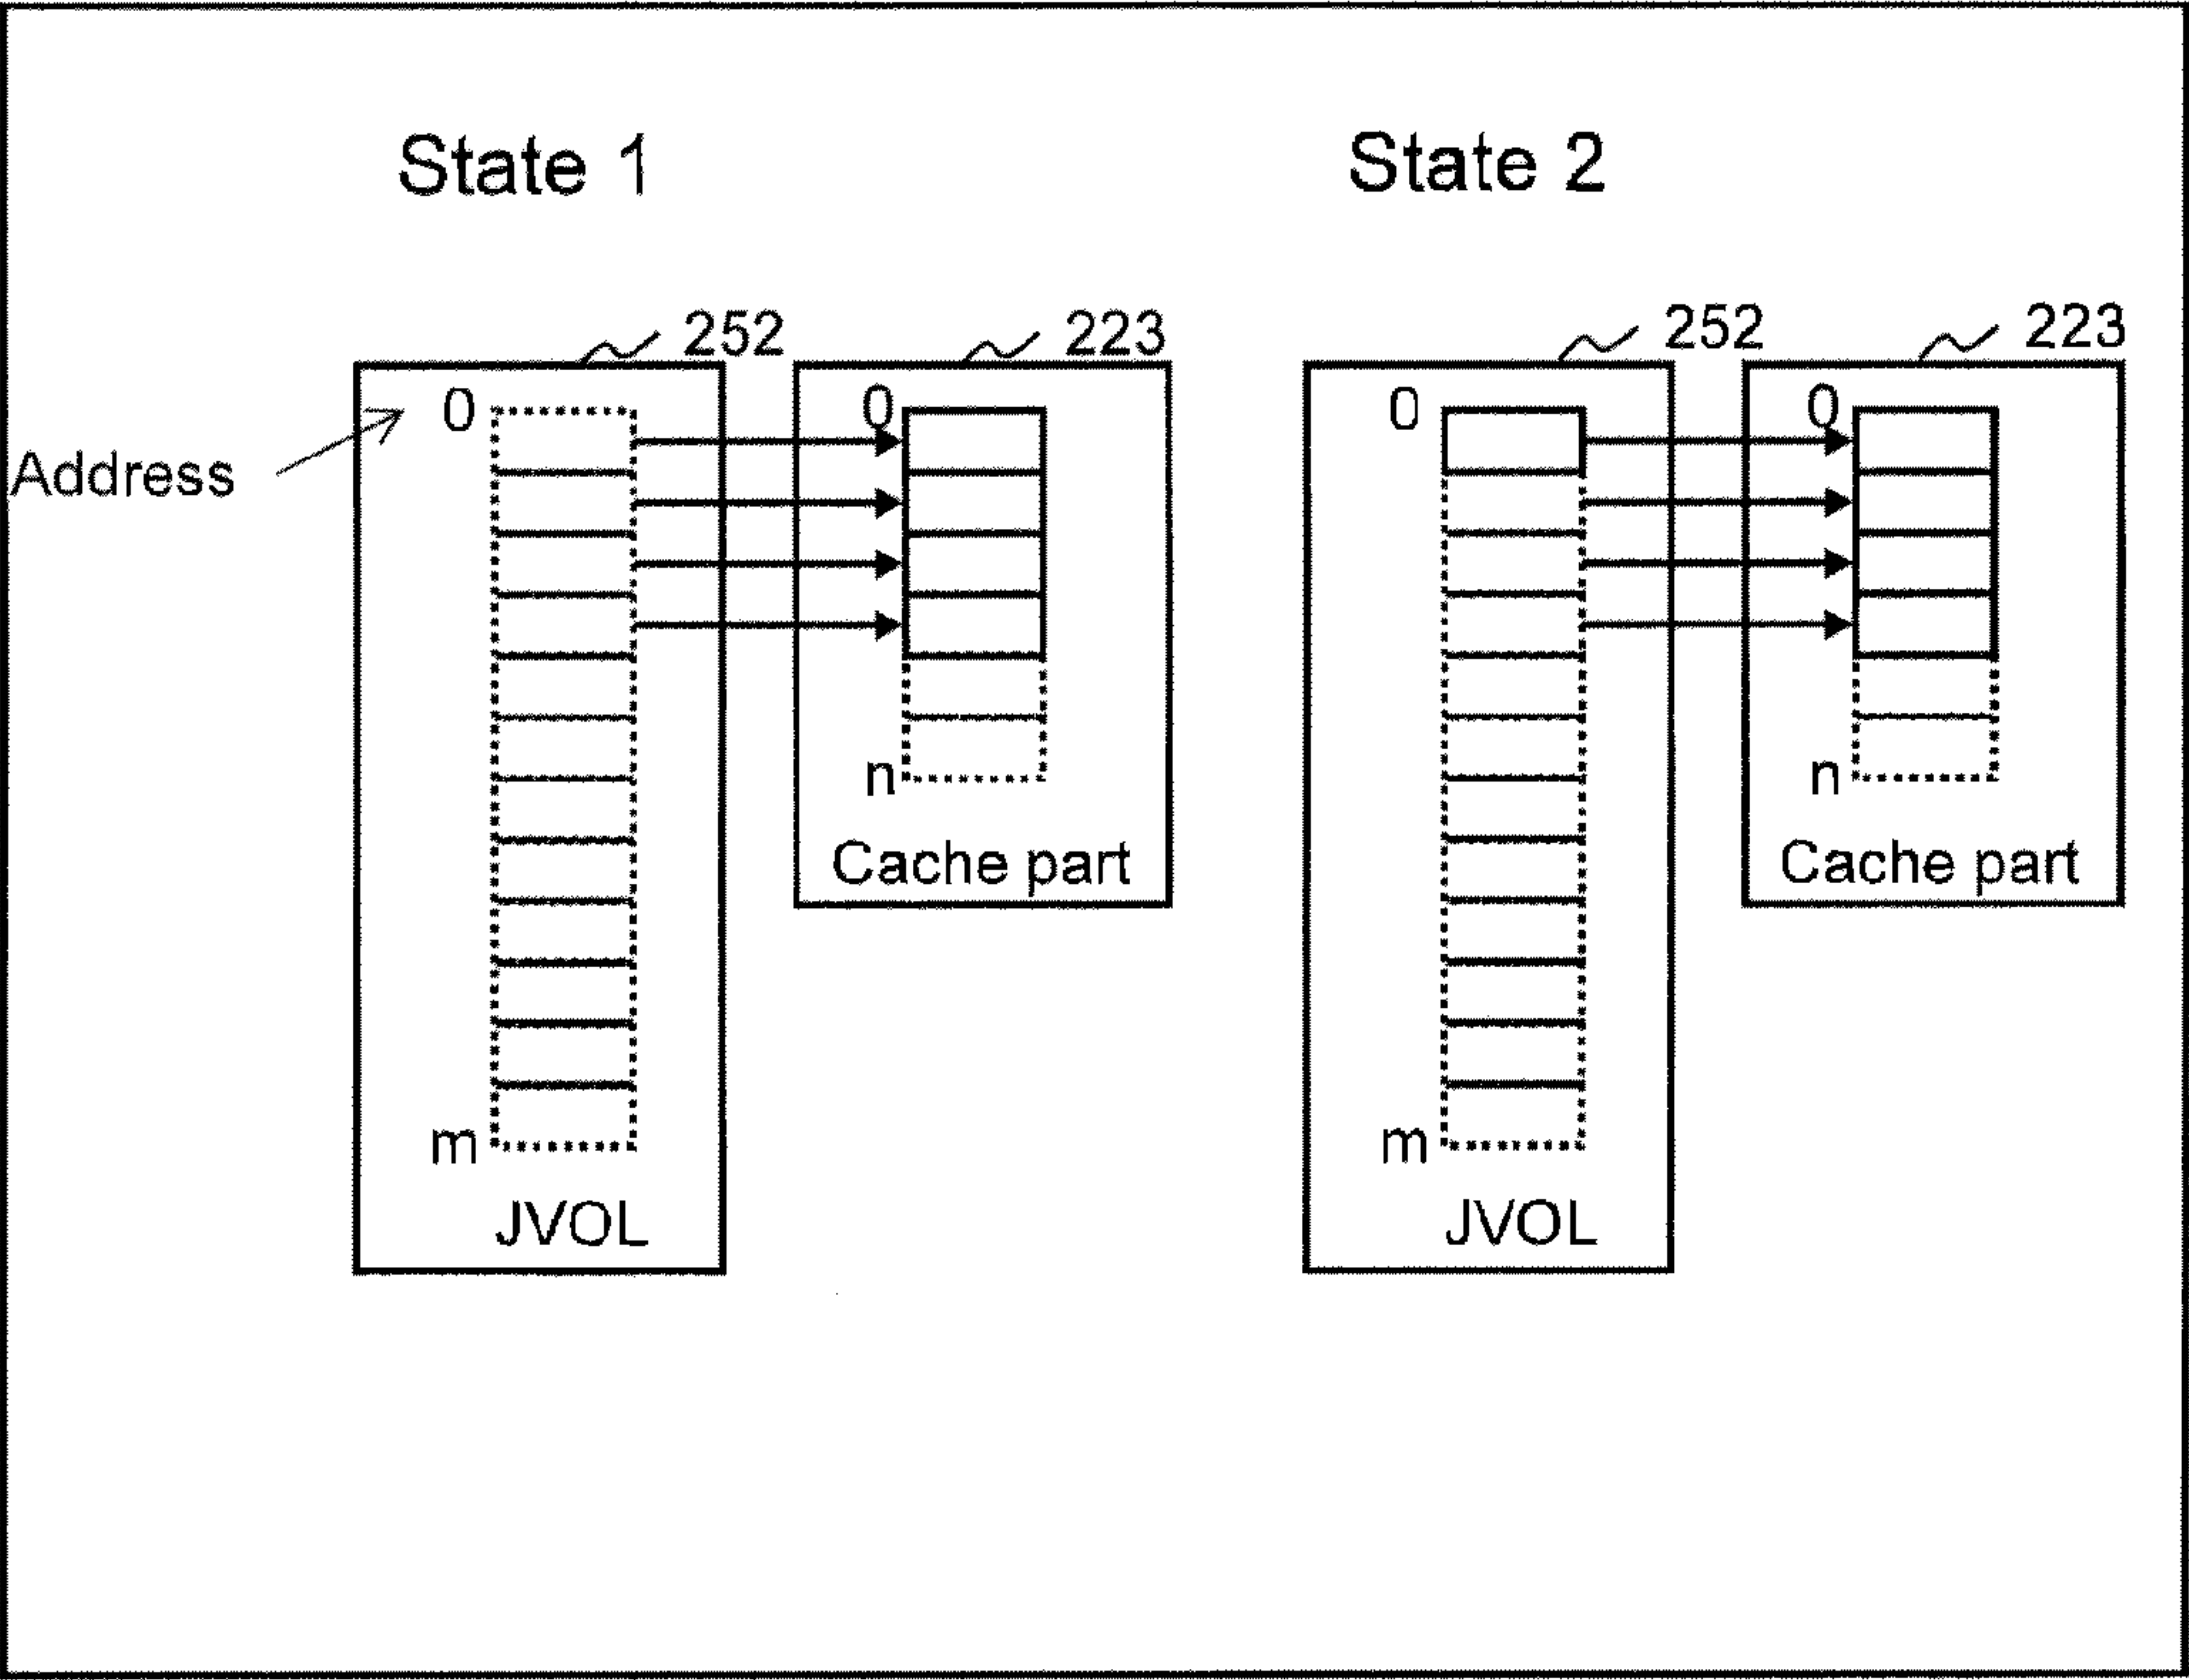 State 1
State 2
252
223
252
223
0
0
0
0
Address
n
n
Cache part
Cache part
m
m
JVOL
JVOL